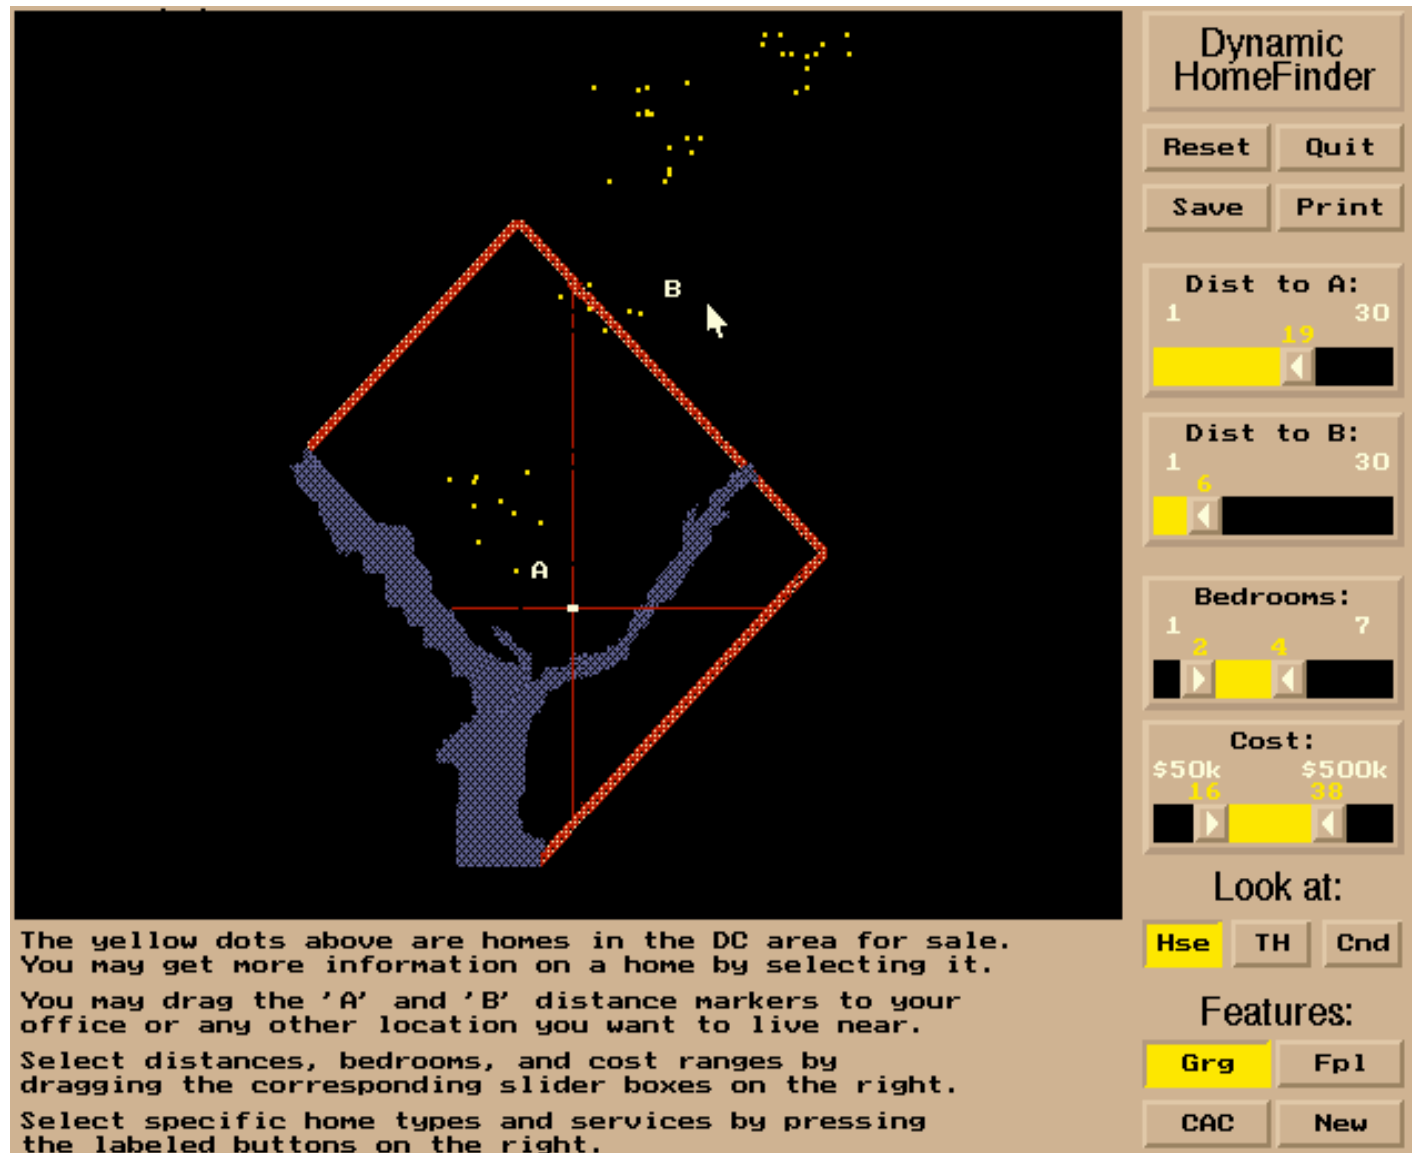 Dynamic
HomeFinder
Reset Quit
Save Print
Dist to A:
1 30
19
Dist to B:
1 30
6
Bedrooms:
1 7
2 4
Cost:
$50k $500k
16 38
Look at:
Hse TH Cnd
Features:
Grg Fpl
CAC New
B
A
The yellow dots above are homes in the DC area for sale.
You may get more information on a home by selecting it.
You may drag the 'A' and 'B' distance markers to your
office or any other location you want to live near.
Select distances, bedrooms, and cost ranges by
dragging the corresponding slider boxes on the right.
Select specific home types and services by pressing
the labeled buttons on the right.